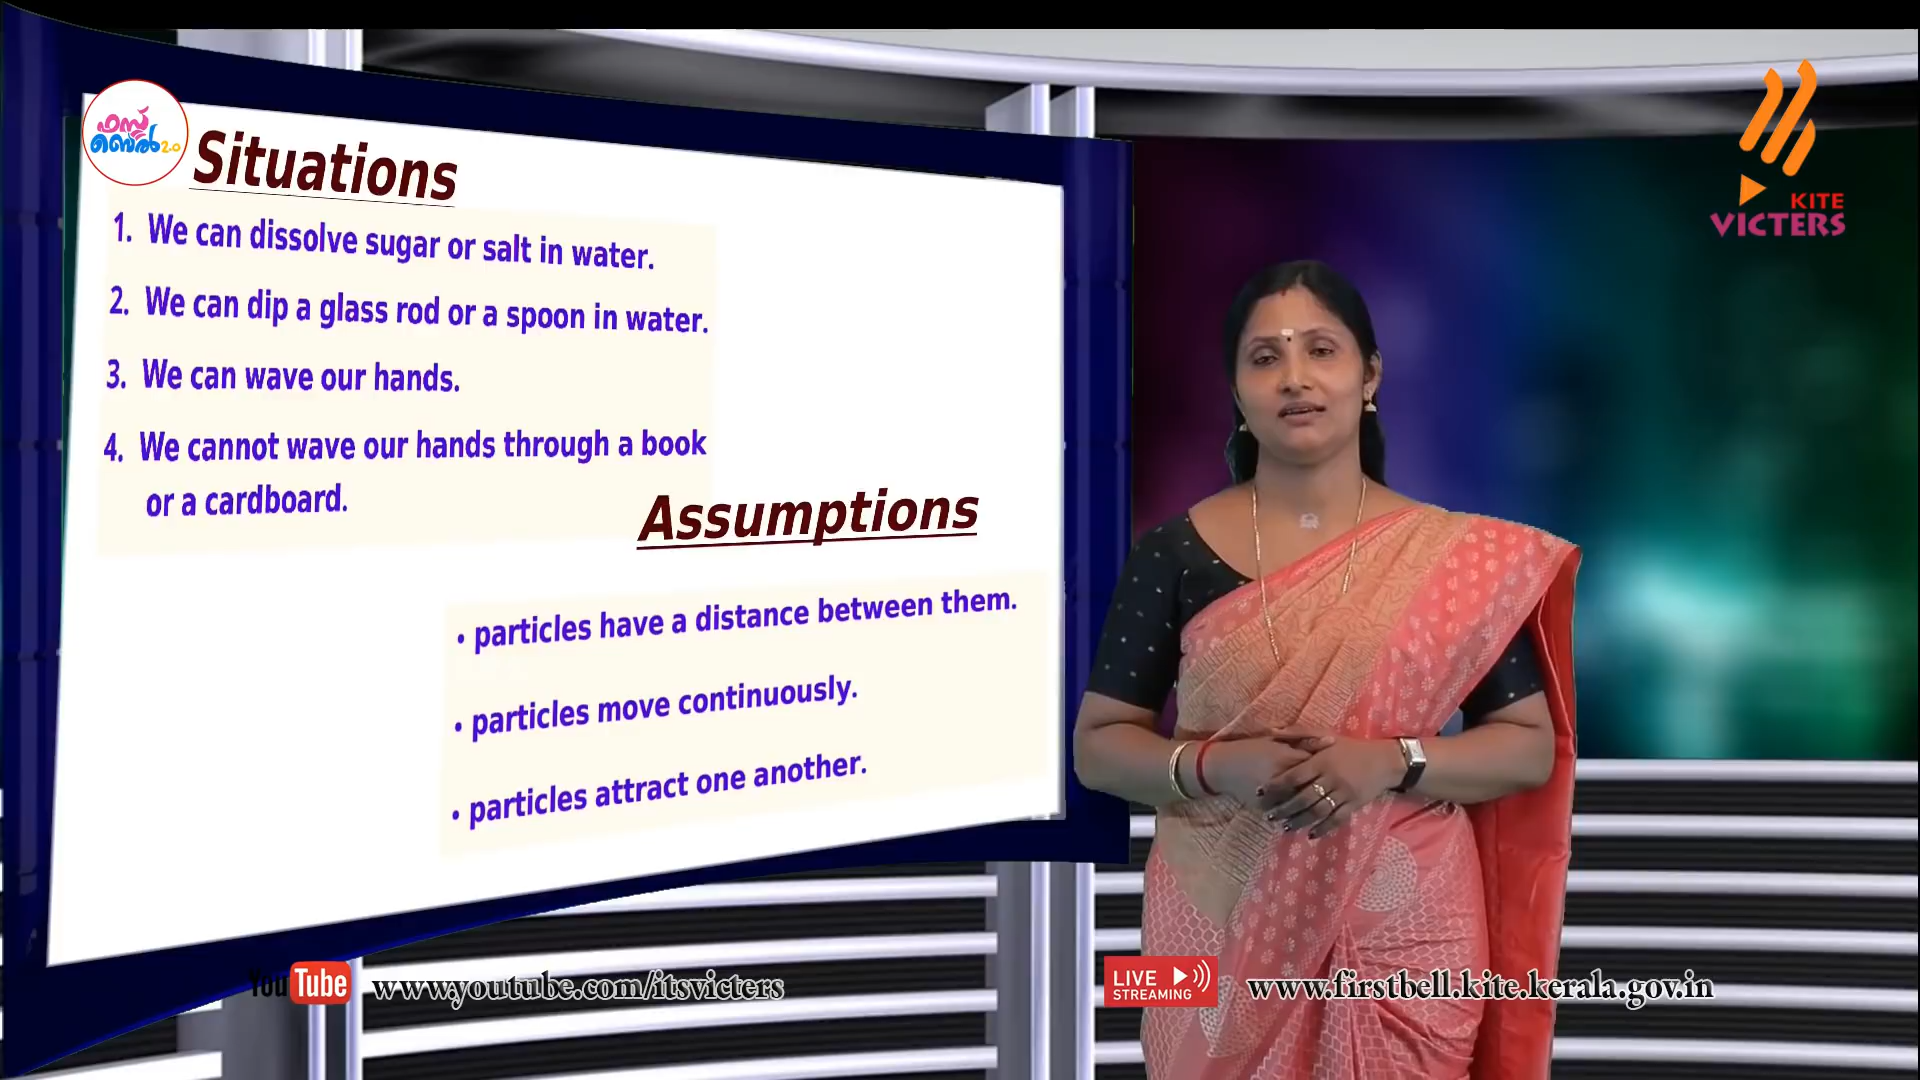 ഫസ്റ്റ്
ബെൽ 2.0
Situations
1. We can dissolve sugar or salt in water.
2. We can dip a glass rod or a spoon in water.
3. We can wave our hands.
4. We cannot wave our hands through a book
or a cardboard.
Assumptions
• particles have a distance between them.
• particles move continuously.
• particles attract one another.
KITE
VICTERS
YouTube www.youtube.com/itsvicters
LIVE
STREAMING
www.firstbell.kite.kerala.gov.in